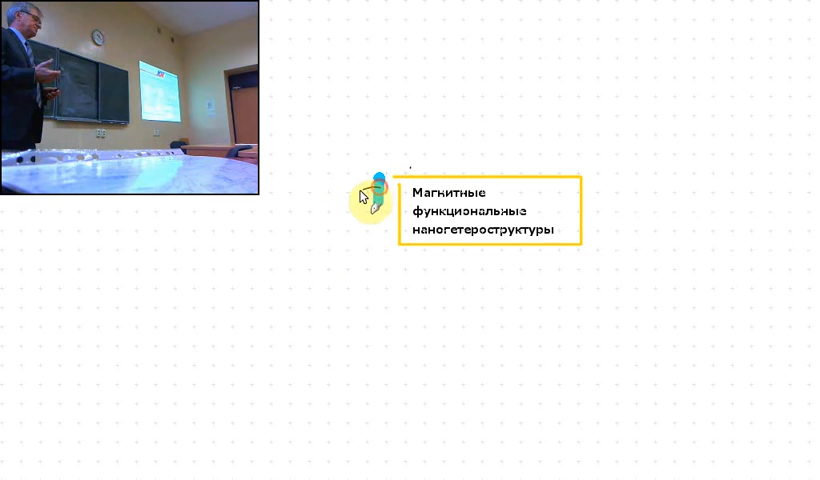 Магнитные
функциональные
наногетероструктуры